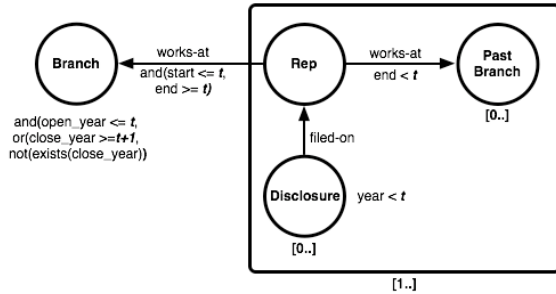 Branch
works-at
and(start <= t,
end >= t)
Rep
works-at
end < t
Past
Branch
[0..]
and(open_year <= t,
or(close_year >=t+1,
not(exists(close_year))
filed-on
Disclosure
year < t
[0..]
[1..]